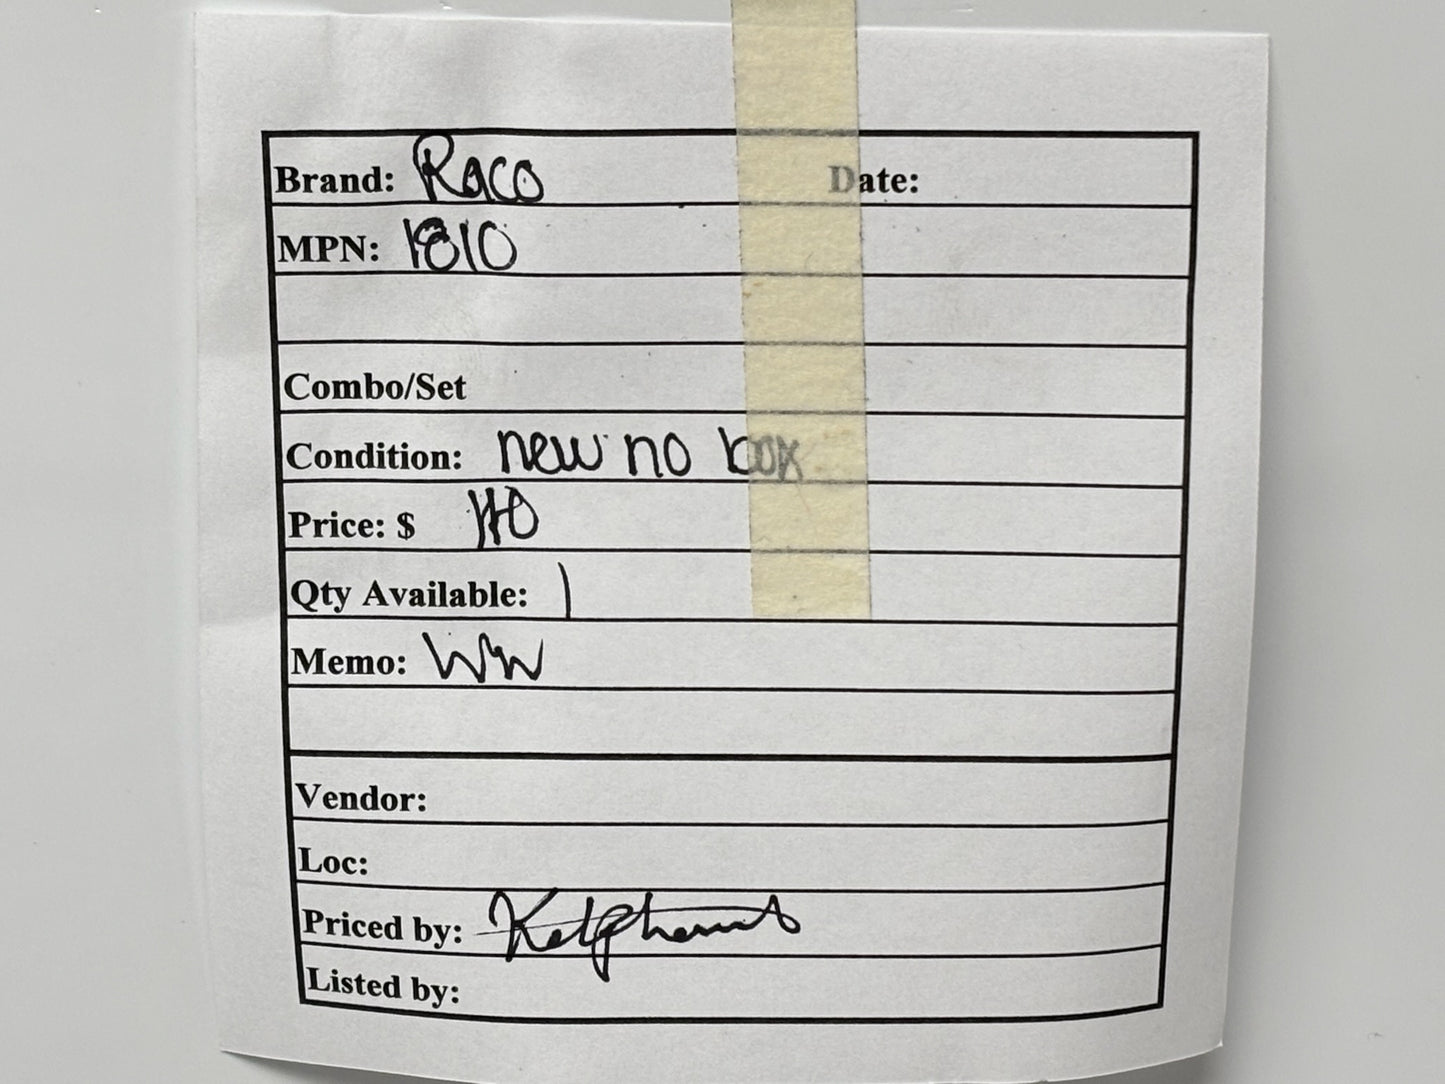 Brand: Raco Date:
MPN: 1810
Combo/Set
Condition: new no box
Price: $
Qty Available: 1
Memo: WW
Vendor:
Loc:
Priced by:
Listed by: